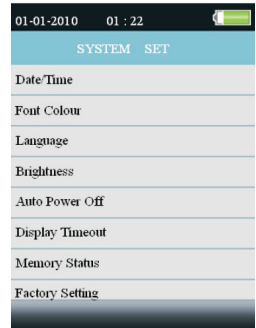 01-01-2010 01 : 22
SYSTEM SET
Date/Time
Font Colour
Language
Brightness
Auto Power Off
Display Timeout
Memory Status
Factory Setting